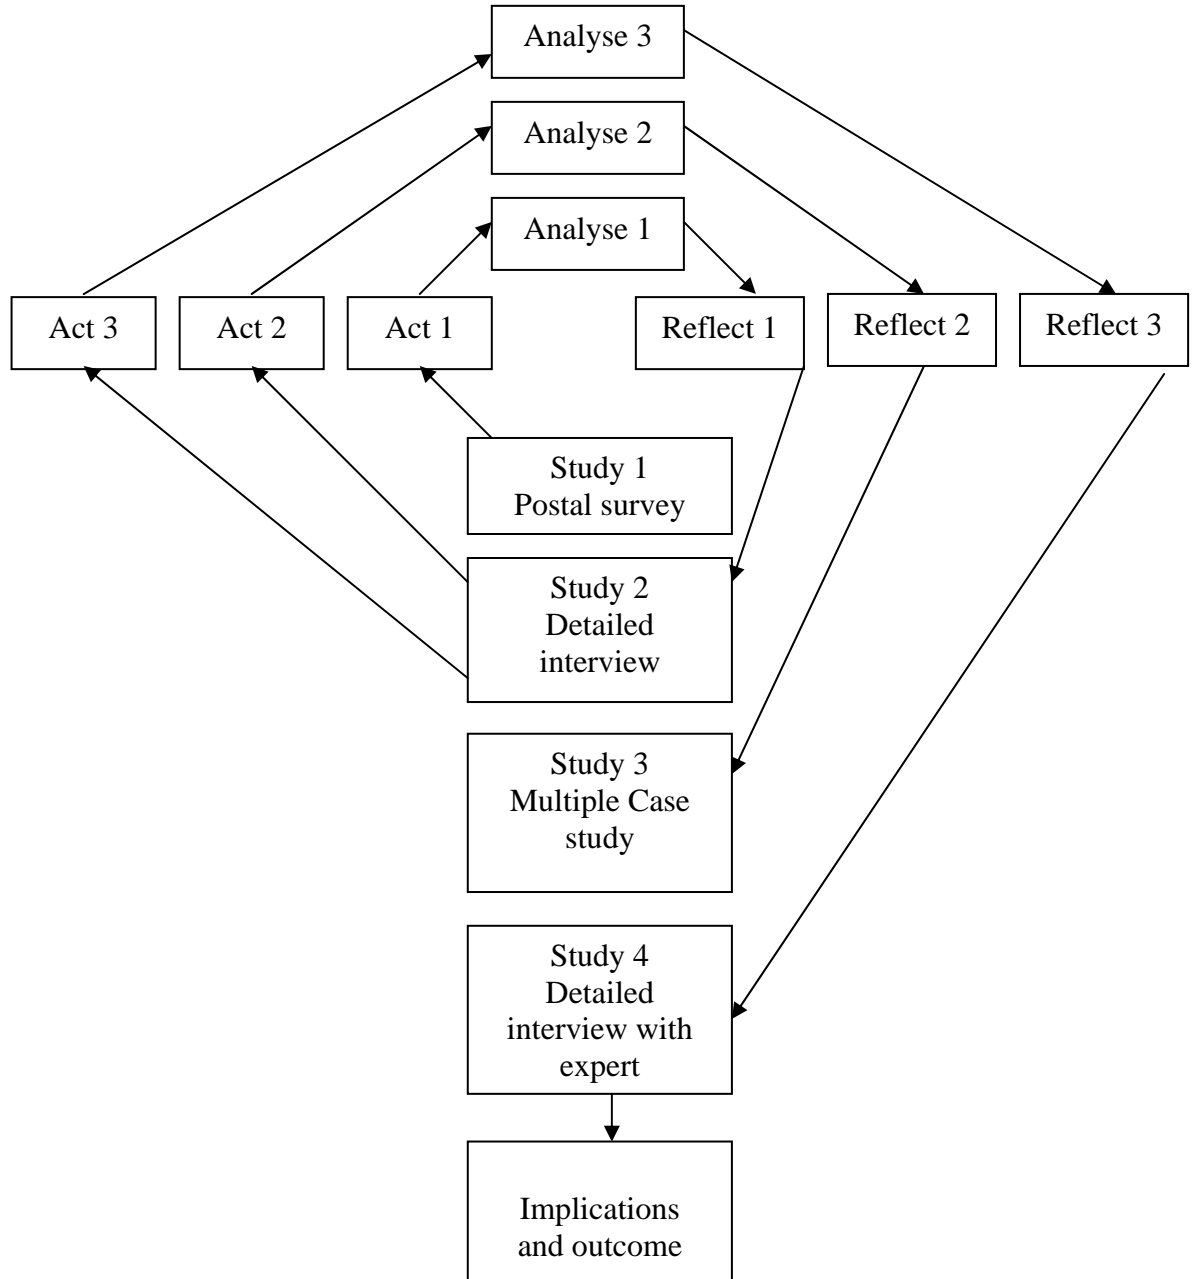 Analyse 3
Analyse 2
Analyse 1
Act 3
Act 2
Act 1
Reflect 1
Reflect 2
Reflect 3
Study 1
Postal survey
Study 2
Detailed
interview
Study 3
Multiple Case
study
Study 4
Detailed
interview with
expert
Implications
and outcome